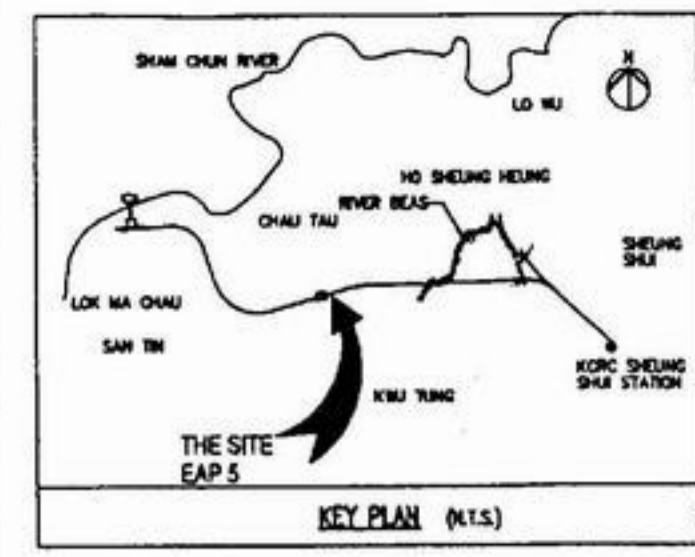 SHAM CHUN RIVER
N
LO WU
HO SHEUNG HEUNG
RIVER BEAS
CHAU TAU
SHEUNG
SHUI
LOK MA CHAU
SAN TIN
KCRC SHEUNG
SHUI STATION
KWU TUNG
THE SITE
EAP 5
KEY PLAN (N.T.S.)